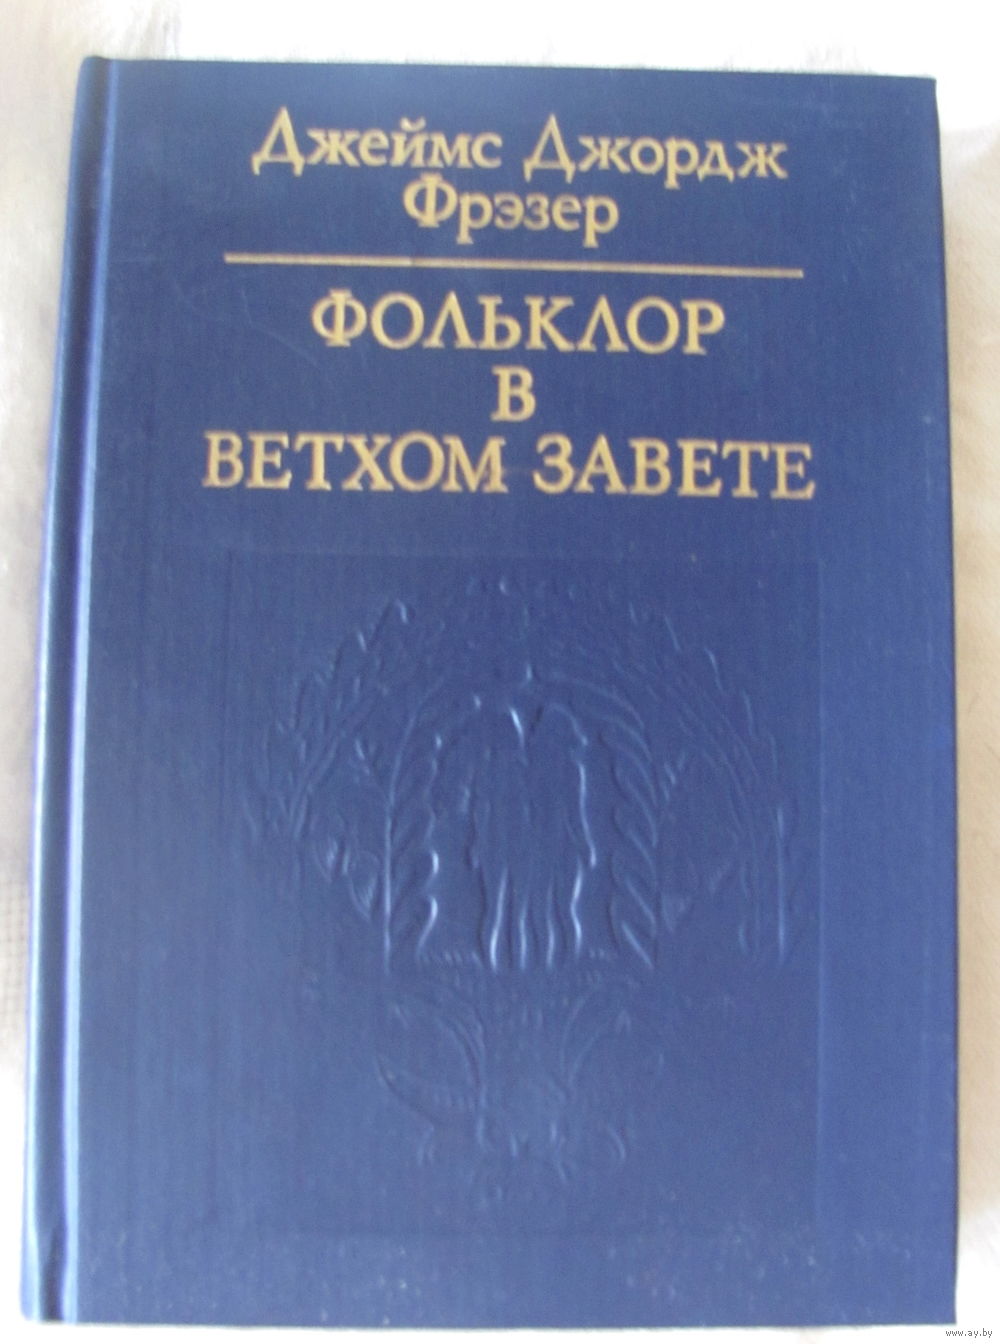 Джеймс Джордж
Фрэзер
ФОЛЬКЛОР
В
ВЕТХОМ ЗАВЕТЕ
www.ay.by